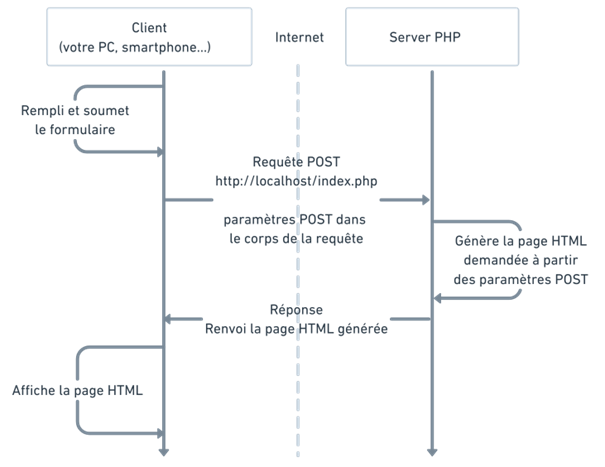 Client
(votre PC, smartphone...)
Internet
Server PHP
Rempli et soumet
le formulaire
Requête POST
http://localhost/index.php
paramètres POST dans
le corps de la requête
Génère la page HTML
demandée à partir
des paramètres POST
Réponse
Renvoi la page HTML générée
Affiche la page HTML